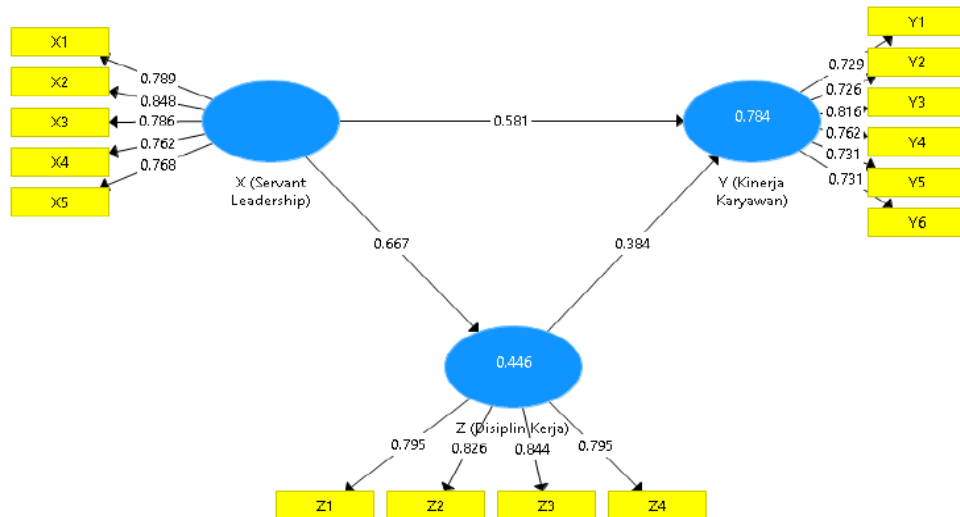 X1
X2
X3
X4
X5
0.789
0.848
0.786
0.762
0.768
X (Servant
Leadership)
0.581
0.667
0.384
0.784
Y (Kinerja
Karyawan)
0.729
0.726
0.816
0.762
0.731
0.731
Y1
Y2
Y3
Y4
Y5
Y6
0.446
Z (Disiplin Kerja)
0.795
0.826
0.844
0.795
Z1
Z2
Z3
Z4